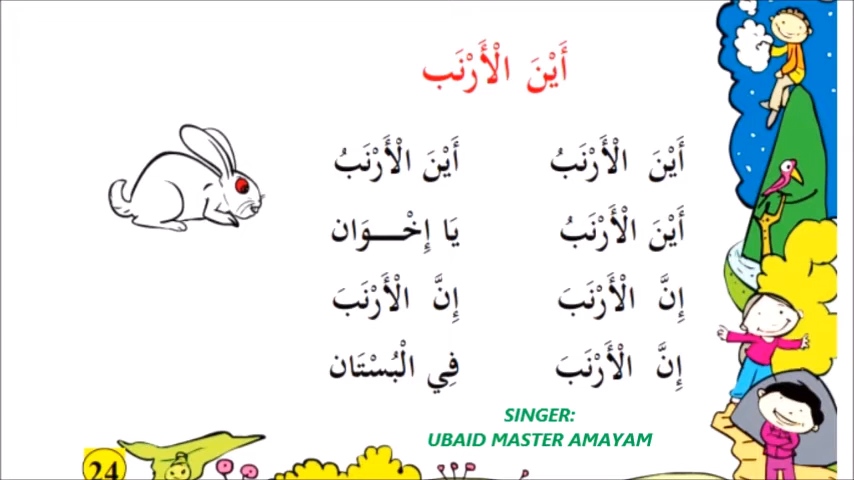 أَيْنَ الْأَرْنَب
أَيْنَ الْأَرْنَبُ أَيْنَ الْأَرْنَبُ
أَيْنَ الْأَرْنَبُ يَا إِخْـــوَان
إِنَّ الْأَرْنَبَ إِنَّ الْأَرْنَبَ
إِنَّ الْأَرْنَبَ فِي الْبُسْتَان
SINGER:
UBAID MASTER AMAYAM
24